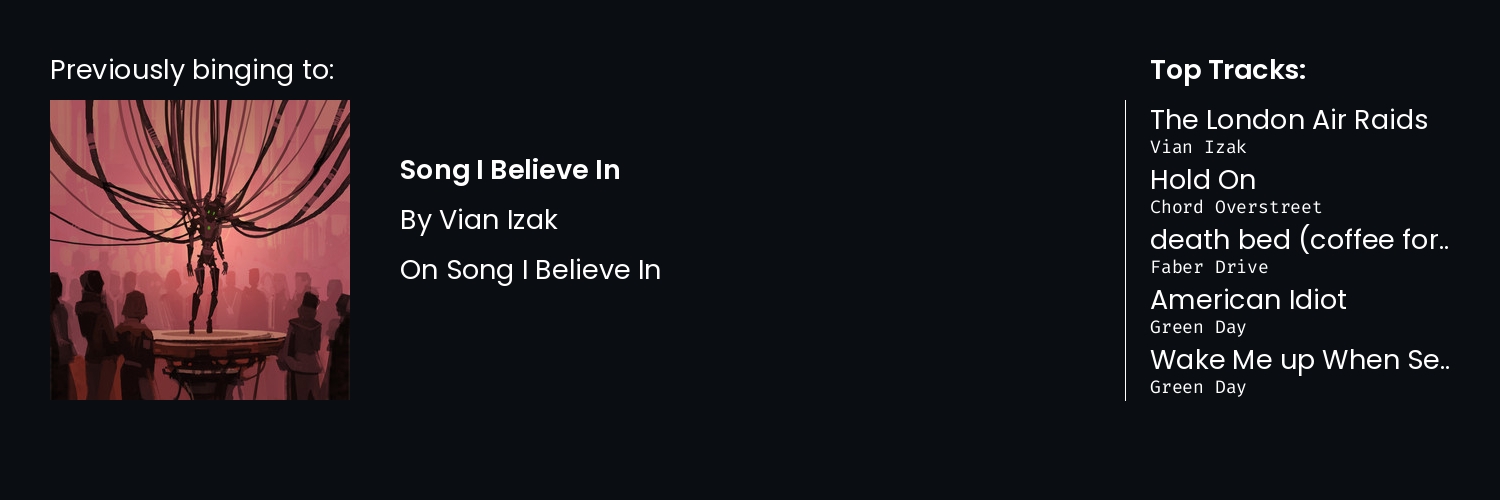 Previously binging to:
Song I Believe In
By Vian Izak
On Song I Believe In
Top Tracks:
The London Air Raids
Vian Izak
Hold On
Chord Overstreet
death bed (coffee for..
Faber Drive
American Idiot
Green Day
Wake Me up When Se..
Green Day